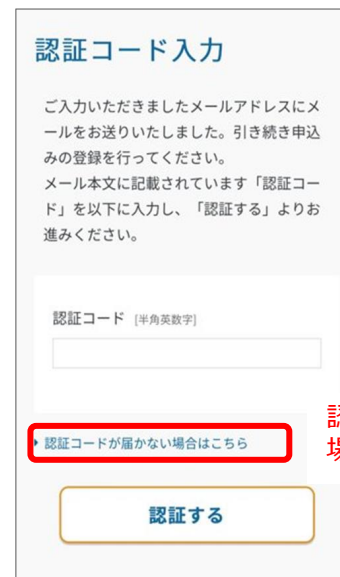 認証コード入力
ご入力いただきましたメールアドレスにメ
ールをお送りいたしました。引き続き申込
みの登録を行ってください。
メール本文に記載されています「認証コー
ド」を以下に入力し、「認証する」よりお
進みください。
認証コード [半角英数字]
認証コードが届かない場合はこちら
場
認証する